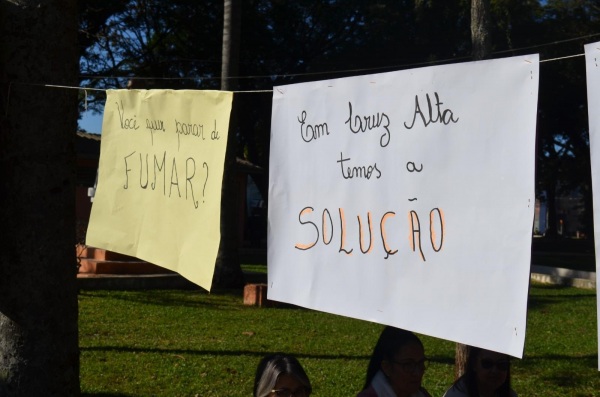 Você quer parar de
FUMAR?
Em Cruz Alta
temos a
SOLUÇÃO